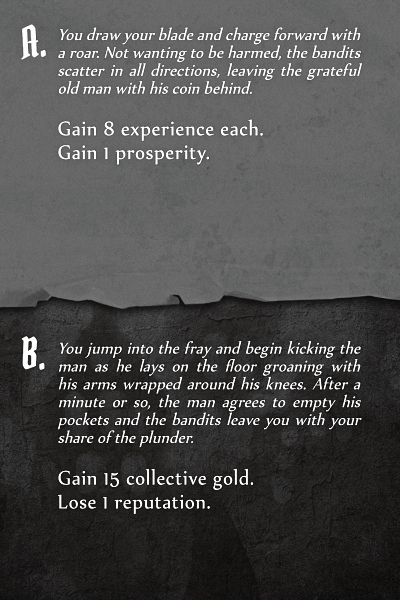 A. You draw your blade and charge forward with
a roar. Not wanting to be harmed, the bandits
scatter in all directions, leaving the grateful
old man with his coin behind.
Gain 8 experience each.
Gain 1 prosperity.
B. You jump into the fray and begin kicking the
man as he lays on the floor groaning with
his arms wrapped around his knees. After a
minute or so, the man agrees to empty his
pockets and the bandits leave you with your
share of the plunder.
Gain 15 collective gold.
Lose 1 reputation.